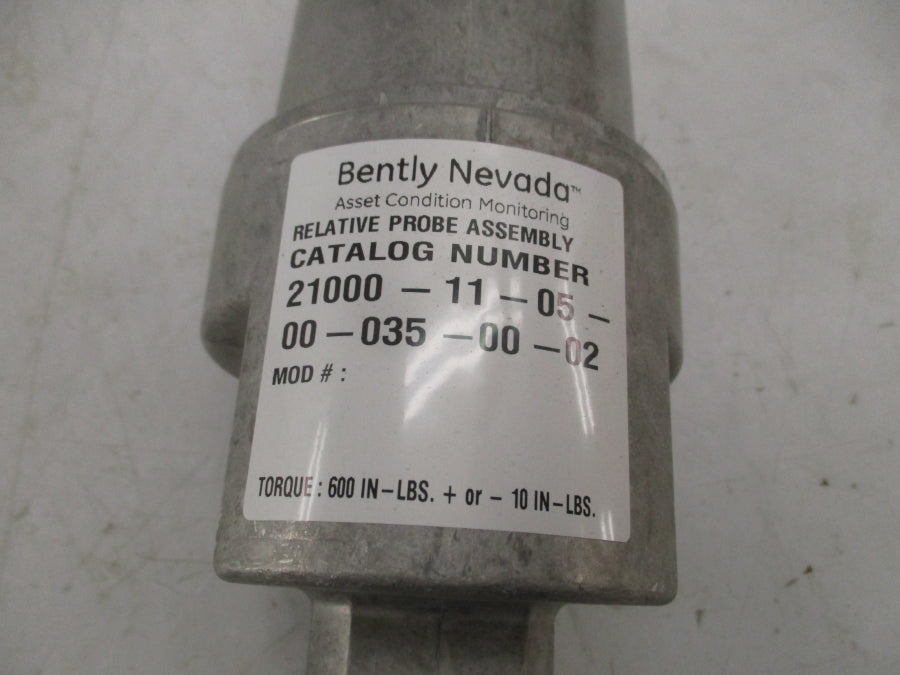 Bently Nevada™
Asset Condition Monitoring
RELATIVE PROBE ASSEMBLY
CATALOG NUMBER
21000 – 11 – 05 –
00 – 035 – 00 – 02
MOD # :
TORQUE : 600 IN–LBS. + or – 10 IN–LBS.